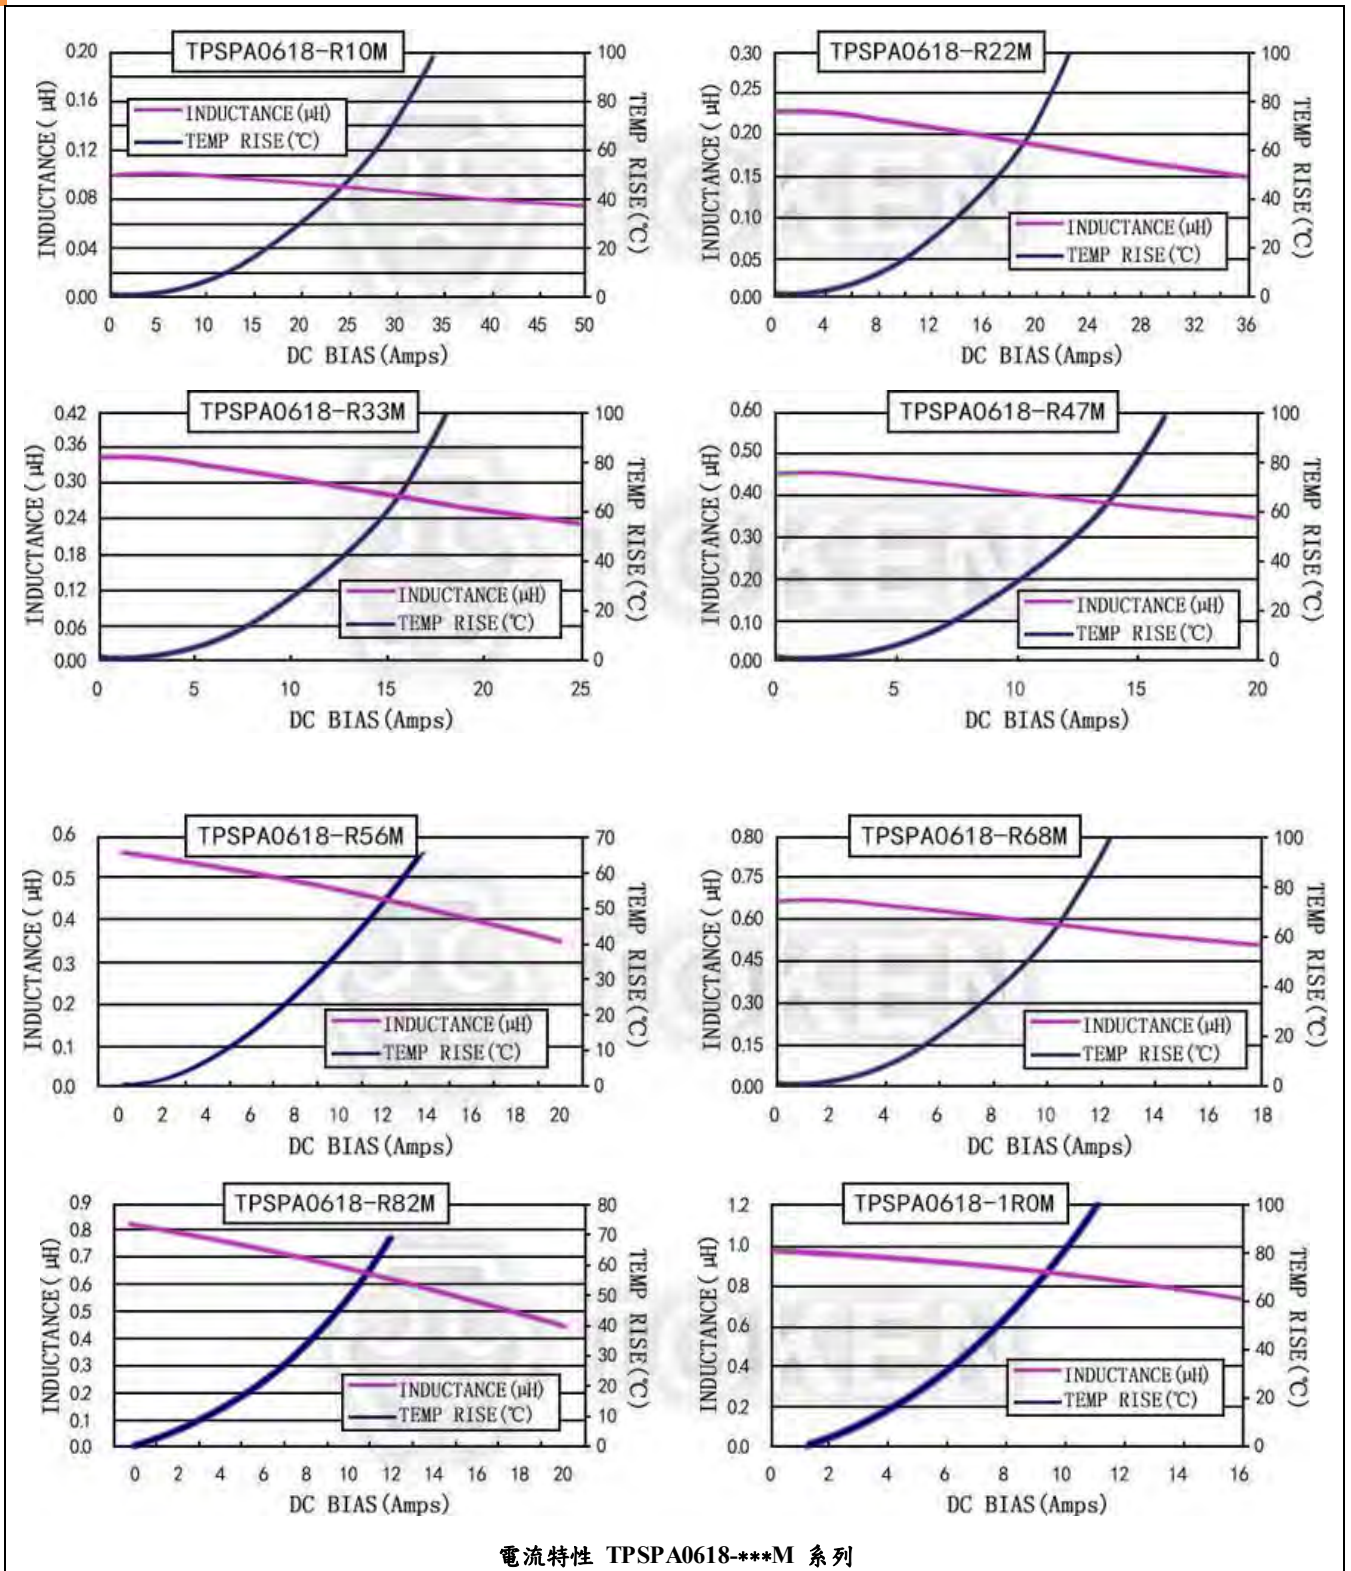 TPSPA0618-R10M
INDUCTANCE(μH)
0.20
0.16
0.12
0.08
0.04
0.00
INDUCTANCE(μH)
TEMP RISE(℃)
100
80
60
40
20
0
TEMP RISE(℃)
0 5 10 15 20 25 30 35 40 45 50
DC BIAS(Amps)
TPSPA0618-R22M
INDUCTANCE(μH)
0.30
0.25
0.20
0.15
0.10
0.05
0.00
INDUCTANCE(μH)
TEMP RISE(℃)
100
80
60
40
20
0
TEMP RISE(℃)
0 4 8 12 16 20 24 28 32 36
DC BIAS(Amps)
TPSPA0618-R33M
INDUCTANCE(μH)
0.42
0.36
0.30
0.24
0.18
0.12
0.06
0.00
INDUCTANCE(μH)
TEMP RISE(℃)
100
80
60
40
20
0
TEMP RISE(℃)
0 5 10 15 20 25
DC BIAS(Amps)
TPSPA0618-R47M
INDUCTANCE(μH)
0.60
0.50
0.40
0.30
0.20
0.10
0.00
INDUCTANCE(μH)
TEMP RISE(℃)
100
80
60
40
20
0
TEMP RISE(℃)
0 5 10 15 20
DC BIAS(Amps)
TPSPA0618-R56M
INDUCTANCE(μH)
0.6
0.5
0.4
0.3
0.2
0.1
0.0
INDUCTANCE(μH)
TEMP RISE(℃)
70
60
50
40
30
20
10
0
TEMP RISE(℃)
0 2 4 6 8 10 12 14 16 20
DC BIAS(Amps)
TPSPA0618-R68M
INDUCTANCE(μH)
0.80
0.75
0.60
0.45
0.30
0.15
0.00
INDUCTANCE(μH)
TEMP RISE(℃)
100
80
60
40
20
0
TEMP RISE(℃)
0 2 4 6 8 10 12 14 16 18
DC BIAS(Amps)
TPSPA0618-R82M
INDUCTANCE(μH)
0.9
0.8
0.7
0.6
0.5
0.4
0.3
0.2
0.1
0.0
INDUCTANCE(μH)
TEMP RISE(℃)
80
70
60
50
40
30
20
10
0
TEMP RISE(℃)
0 2 4 6 8 10 12 14 16 20
DC BIAS(Amps)
TPSPA0618-1R0M
INDUCTANCE(μH)
1.2
1.0
0.8
0.6
0.4
0.2
0.0
INDUCTANCE(μH)
TEMP RISE(℃)
100
80
60
40
20
0
TEMP RISE(℃)
0 2 4 6 8 10 12 14 16
DC BIAS(Amps)
電流特性 TPSPA0618-***M 系列